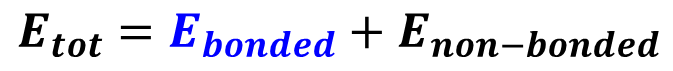 E_tot = E_bonded + E_non−bonded